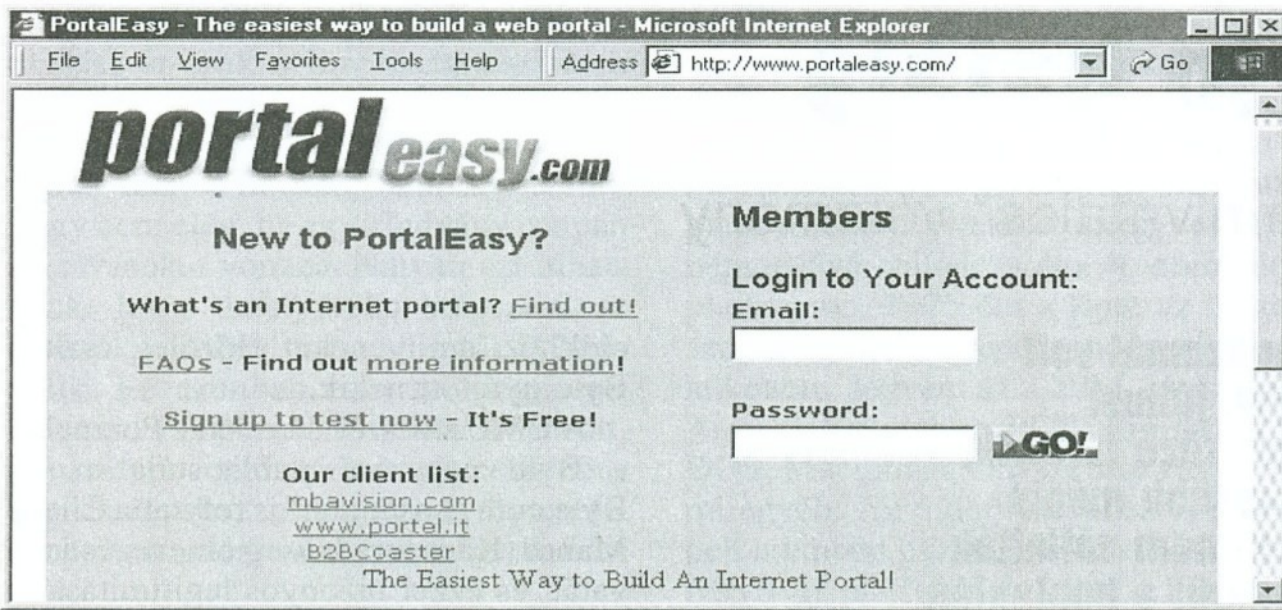 PortalEasy - The easiest way to build a web portal - Microsoft Internet Explorer
File Edit View Favorites Tools Help Address http://www.portaleasy.com/ Go
portaleasy.com
New to PortalEasy?
What's an Internet portal? Find out!
FAQs - Find out more information!
Sign up to test now - It's Free!
Our client list:
mbavision.com
www.portel.it
B2BCoaster
Members
Login to Your Account:
Email:
Password:
GO!
The Easiest Way to Build An Internet Portal!